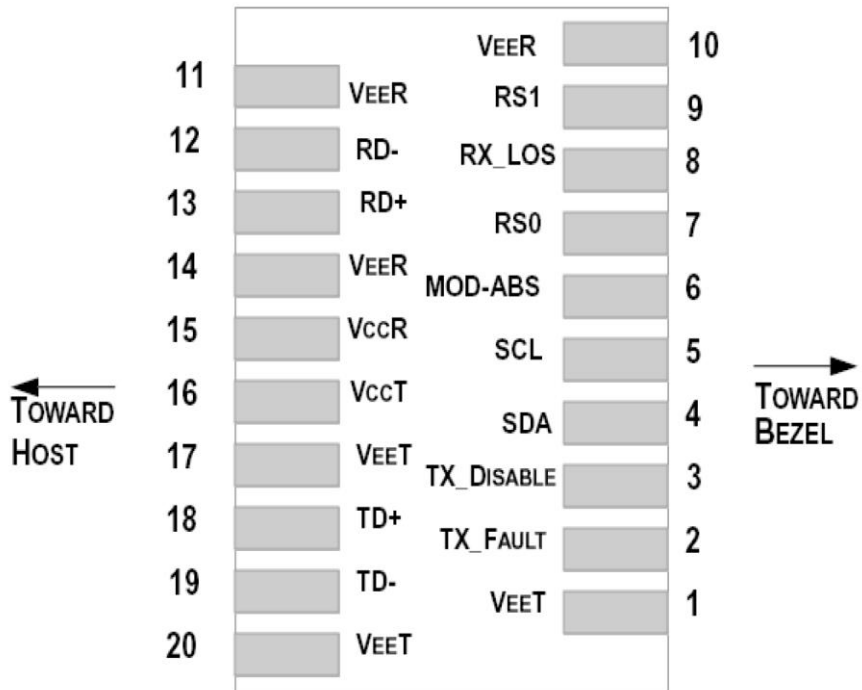 VEER 10
11 VEER
RS1 9
12 RD-
RX_LOS 8
13 RD+
RS0 7
14 VEER
MOD-ABS 6
15 VCCR
SCL 5
16 VCCT
TOWARD
HOST
TOWARD
BEZEL
SDA 4
17 VEET
TX_DISABLE 3
18 TD+
TX_FAULT 2
19 TD-
VEET 1
20 VEET